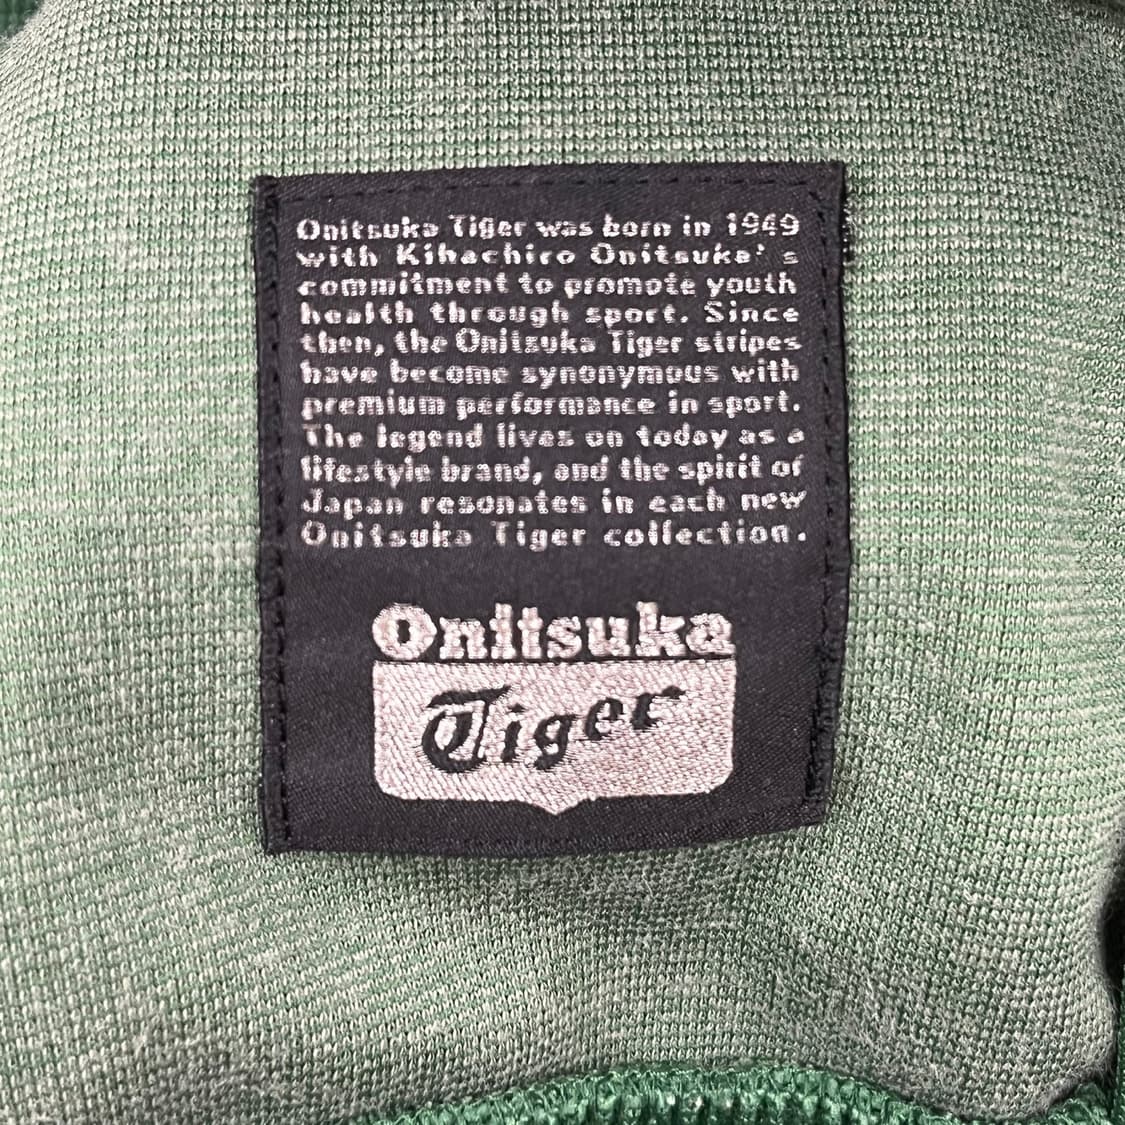 Onitsuka Tiger was born in 1949
with Kihachiro Onitsuka' s
commitment to promote youth
health through sport. Since
then, the Onitsuka Tiger stripes
have become synonymous with
premium performance in sport.
The legend lives on today as a
lifestyle brand, and the spirit of
Japan resonates in each new
Onitsuka Tiger collection.
Onitsuka
Tiger